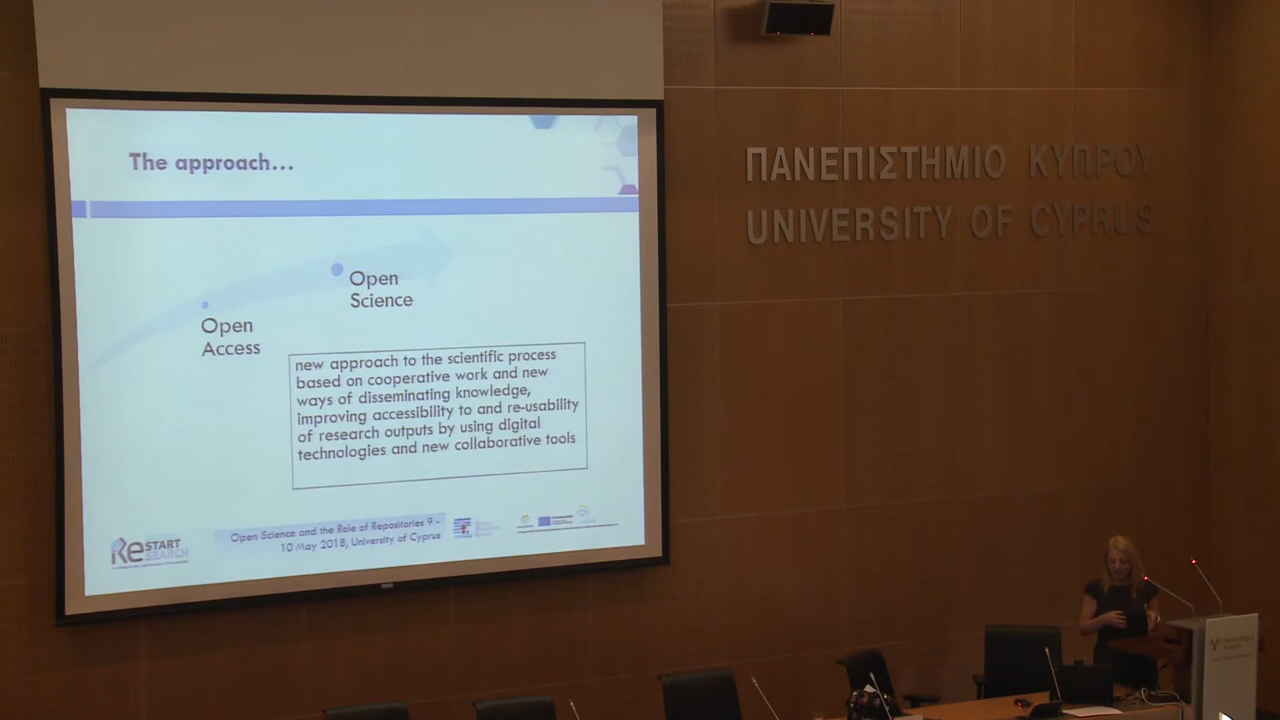 The approach...
Open
Science
Open
Access
new approach to the scientific process
based on cooperative work and new
ways of disseminating knowledge,
improving accessibility to and re-usability
of research outputs by using digital
technologies and new collaborative tools
Open Science and the Role of Repositories 9 -
10 May 2018, University of Cyprus
Re START
SEARCH
ΠΑΝΕΠΙΣΤΗΜΙΟ ΚΥΠΡΟΥ
UNIVERSITY OF CYPRUS